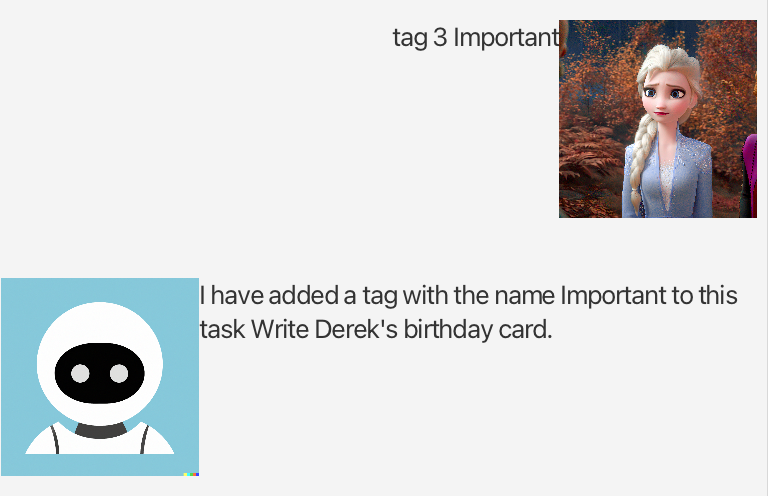 tag 3 Important
I have added a tag with the name Important to this
task Write Derek's birthday card.